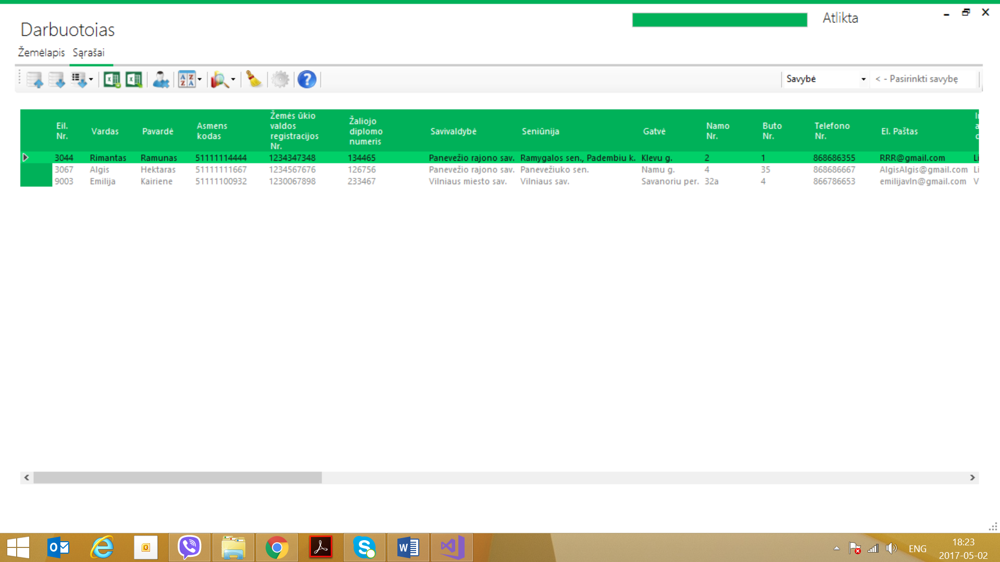 Atlikta
Darbuotojas
Žemėlapis Sąrašai
Savybė < - Pasirinkti savybę
Eil. Nr. Vardas Pavardė Asmens kodas Žemės ūkio valdos registracijos Nr. Žaliojo diplomo numeris Savivaldybė Seniūnija Gatvė Namo Nr. Buto Nr. Telefono Nr. El. Paštas
3044 Rimantas Ramunas 51111114444 1234347348 134465 Panevežio rajono sav. Ramygalos sen., Padembiu k. Klevu g. 2 1 868686355 RRR@gmail.com Li
3067 Algis Hektaras 51111111667 1234567676 126756 Panevežio rajono sav. Panevežiuko sen. Namu g. 4 35 868686667 AlgisAlgis@gmail.com Li
9003 Emilija Kairiene 51111100932 1230067898 233467 Vilniaus miesto sav. Vilniaus sav. Savanoriu per. 32a 4 866786653 emilijavln@gmail.com V
ENG
18:23
2017-05-02